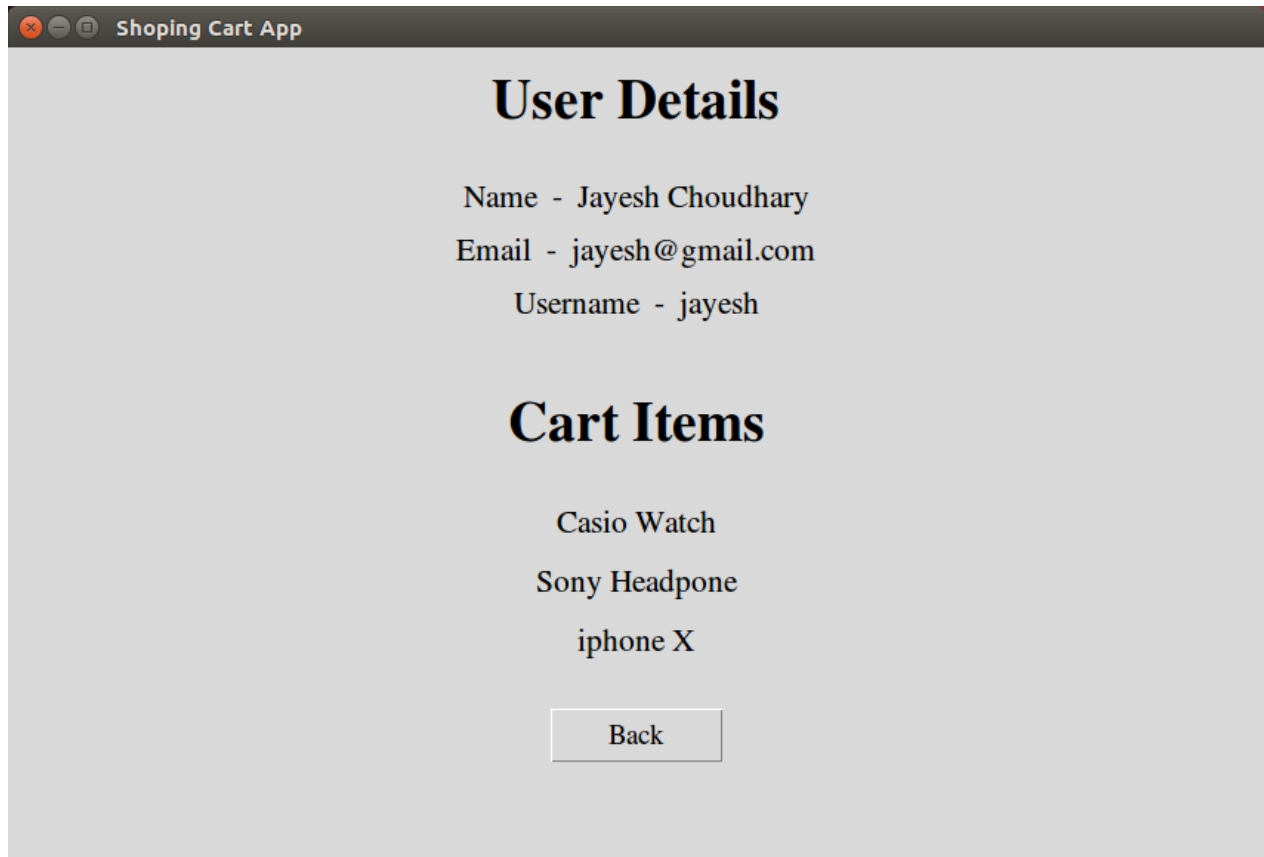 Shoping Cart App
User Details
Name - Jayesh Choudhary
Email - jayesh@gmail.com
Username - jayesh
Cart Items
Casio Watch
Sony Headpone
iphone X
Back